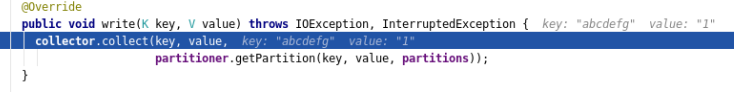 @Override
public void write(K key, V value) throws IOException, InterruptedException {  key: "abcdefg"  value: "1"
collector.collect(key, value,  key: "abcdefg"  value: "1"
partitioner.getPartition(key, value, partitions));
}